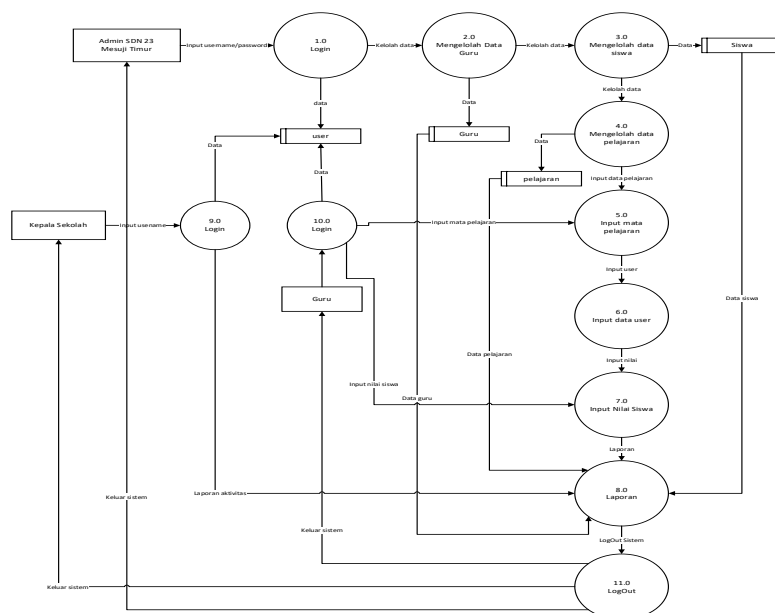 Admin SDN 23
Mesuji Timur
Input username/password
1.0
Login
Kelolah data
2.0
Mengelolah Data
Guru
Kelolah data
3.0
Mengelolah data
siswa
Data
Siswa
data
Data
Kelolah data
user
Guru
4.0
Mengelolah data
pelajaran
Data
Data
Data
pelajaran
input data pelajaran
Kepala Sekolah
Input usename
9.0
Login
10.0
Login
Input mata pelajaran
5.0
Input mata
pelajaran
Input user
Guru
Data siswa
6.0
Input data user
Data pelajaran
Input nilai
Input nilai siswa
Data guru
7.0
Input Nilai Siswa
Laporan
Keluar sistem
Laporan aktivitas
8.0
Laporan
Keluar sistem
LogOut Sistem
Keluar sistem
11.0
LogOut